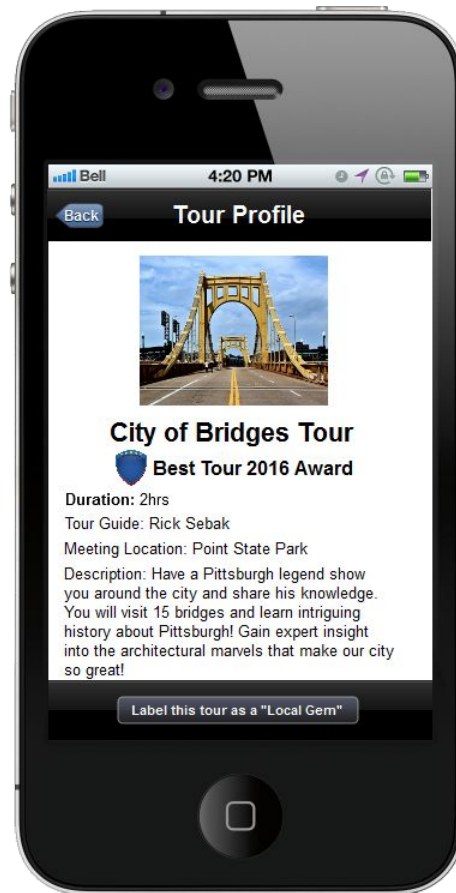 Bell 4:20 PM
Back Tour Profile
City of Bridges Tour
Best Tour 2016 Award
Duration: 2hrs
Tour Guide: Rick Sebak
Meeting Location: Point State Park
Description: Have a Pittsburgh legend show
you around the city and share his knowledge.
You will visit 15 bridges and learn intriguing
history about Pittsburgh! Gain expert insight
into the architectural marvels that make our city
so great!
Label this tour as a "Local Gem"